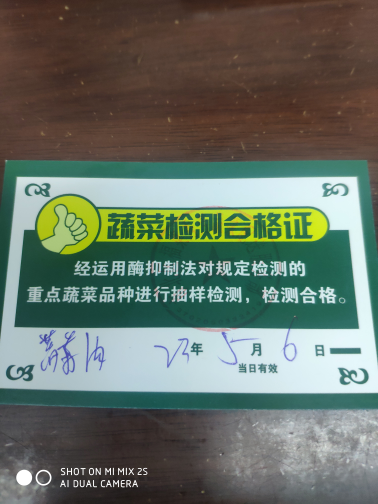 蔬菜检测合格证
经运用酶抑制法对规定检测的
重点蔬菜品种进行抽样检测，检测合格。
23年 5月 6日
当日有效
SHOT ON MI MIX 2S
AI DUAL CAMERA